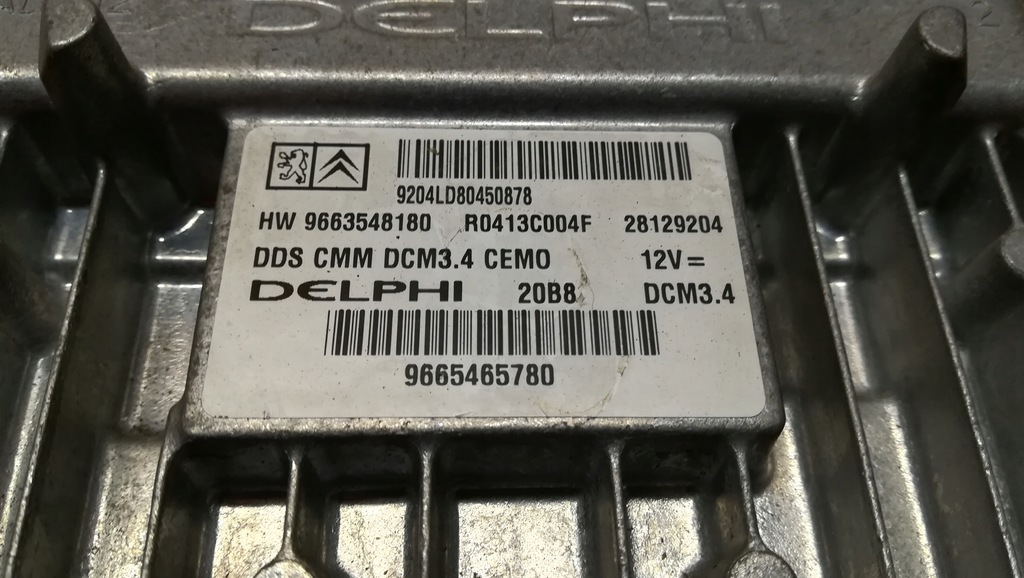 DELPHI
9204LD80450878
HW 9663548180 R0413C004F 28129204
DDS CMM DCM3.4 CEMO 12V=
DELPHI 20B8 DCM3.4
9665465780